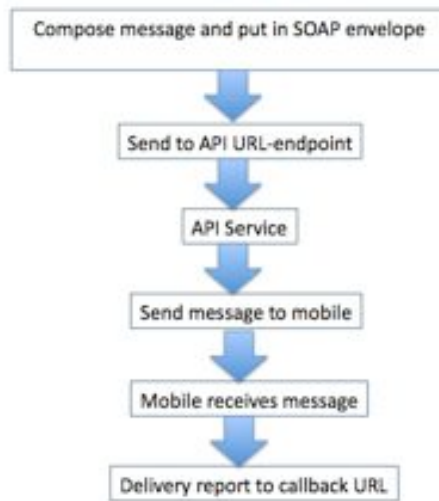 Compose message and put in SOAP envelope
Send to API URL-endpoint
API Service
Send message to mobile
Mobile receives message
Delivery report to callback URL